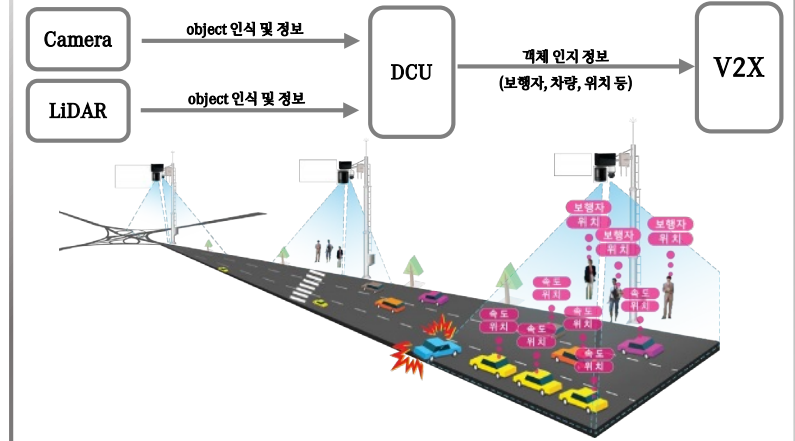 Camera
object 인식 및 정보
LiDAR
object 인식 및 정보
DCU
객체 인지 정보
(보행자, 차량, 위치 등)
V2X
보행자
위 치
보행자
위 치
보행자
위 치
속 도
위 치
속 도
위 치
속 도
위 치
속 도
위 치
속 도
위 치
속 도
위 치